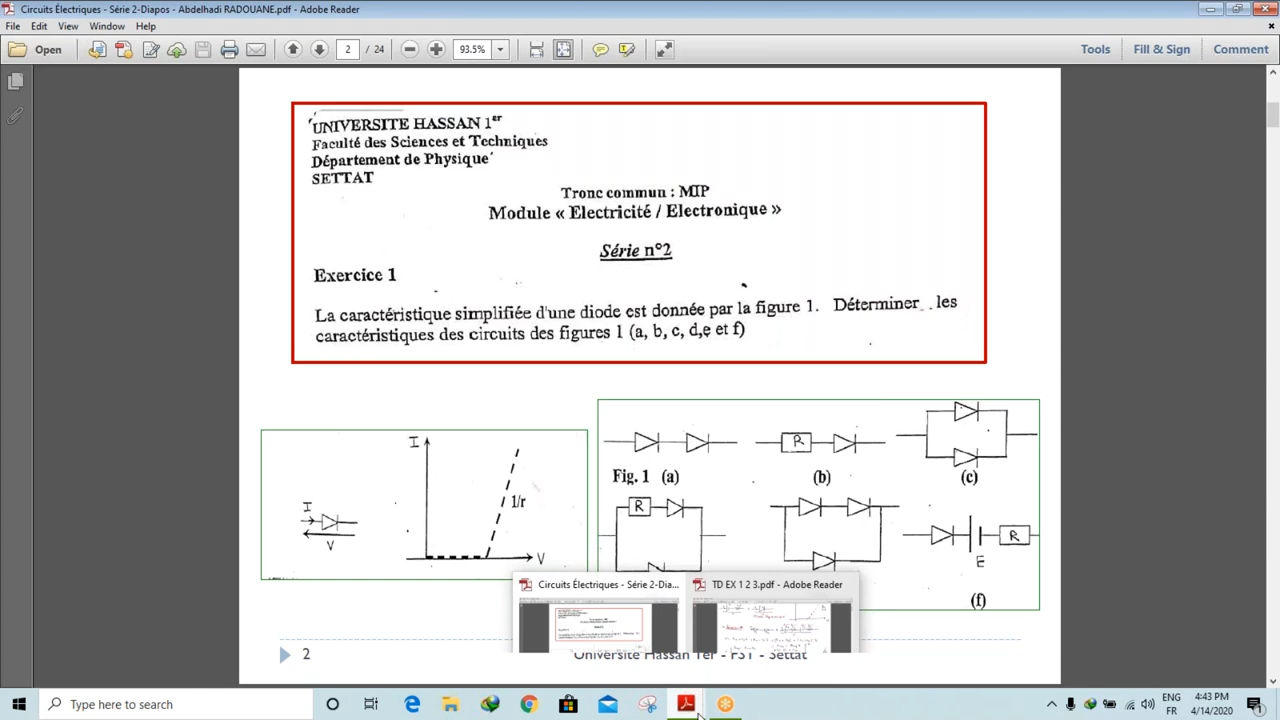 Circuits Électriques - Série 2-Diapos - Abdelhadi RADOUANE.pdf - Adobe Reader
File Edit View Window Help
Open 2 / 24 93.5% Tools Fill & Sign Comment
UNIVERSITE HASSAN 1er
Faculté des Sciences et Techniques
Département de Physique
SETTAT
Tronc commun : MIP
Module « Electricité / Electronique »
Série n°2
Exercice 1
La caractéristique simplifiée d'une diode est donnée par la figure 1. Déterminer les
caractéristiques des circuits des figures 1 (a, b, c, d,e et f)
I
1/r
I
V
V
R
Fig. 1 (a) (b) (c)
R
R
E
(f)
Circuits Électriques - Série 2-Dia...
TD EX 1 2 3.pdf - Adobe Reader
2
Université Hassan 1er - FST - Settat
Type here to search
ENG
FR
4:43 PM
4/14/2020
1